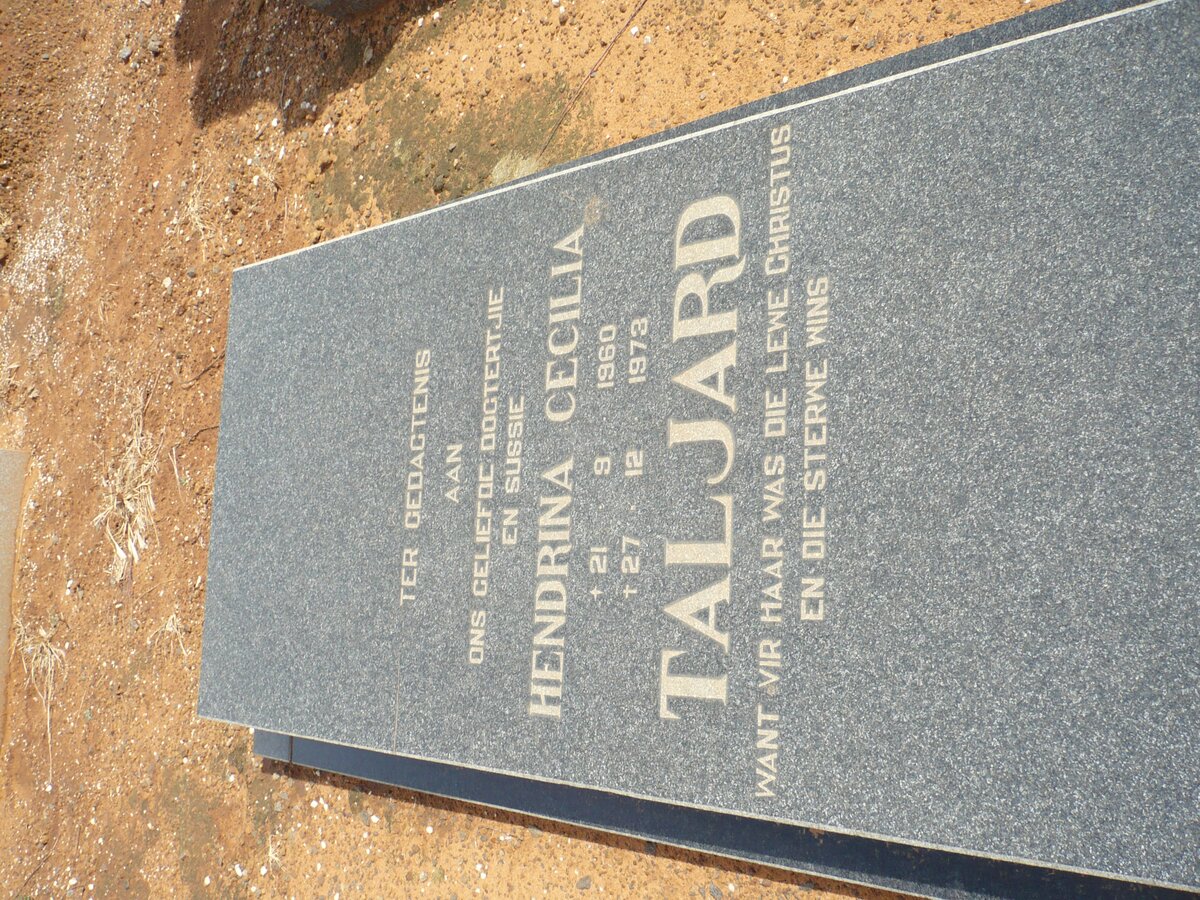 TER GEDAGTENIS
AAN
ONS GELIEFDE DOGTERTJIE
EN SUSSIE
HENDRINA CECILIA
+ 21 . 9 1960
+ 27 . 12 1973
TALJARD
WANT VIR HAAR WAS DIE LEWE CHRISTUS
EN DIE STERWE WINS